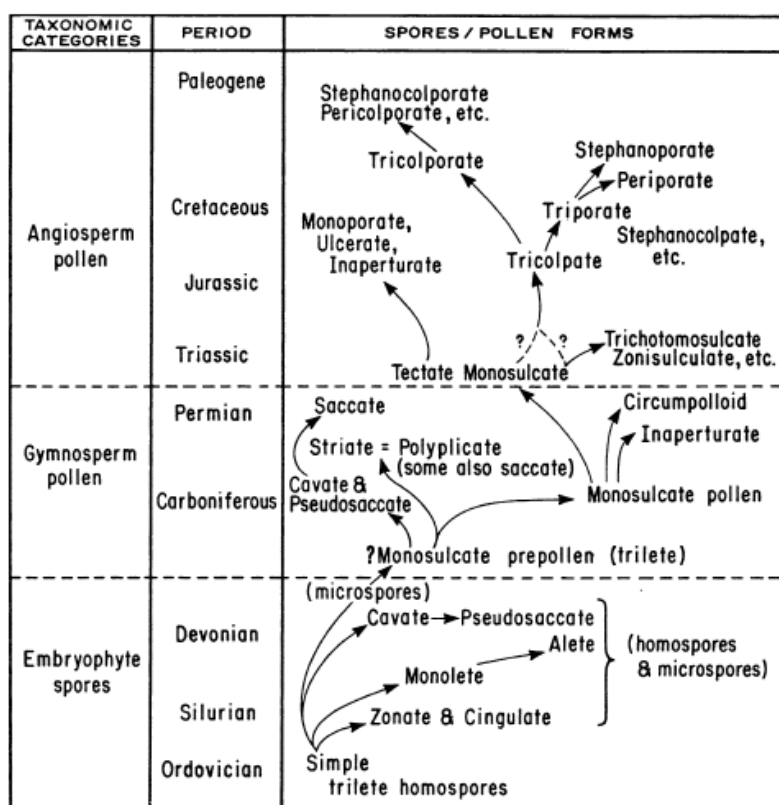 TAXONOMIC CATEGORIES
PERIOD
SPORES / POLLEN FORMS
Angiosperm pollen
Paleogene
Cretaceous
Jurassic
Triassic
Stephanocolporate
Pericolporate, etc.
Tricolporate
Stephanoporate
Periporate
Triporate
Stephanocolpate,
etc.
Monoporate,
Ulcerate,
Inaperturate
Tricolpate
? ?
Trichotomosulcate
Zonisulculate, etc.
Tectate Monosulcate
Gymnosperm pollen
Permian
Carboniferous
Saccate
Circumpolloid
Inaperturate
Striate = Polyplicate
(some also saccate)
Cavate &
Pseudosaccate
Monosulcate pollen
?Monosulcate prepollen (trilete)
Embryophyte spores
Devonian
Silurian
Ordovician
(microspores)
Cavate Pseudosaccate
Alete
(homospores
& microspores)
Monolete
Zonate & Cingulate
Simple
trilete homospores